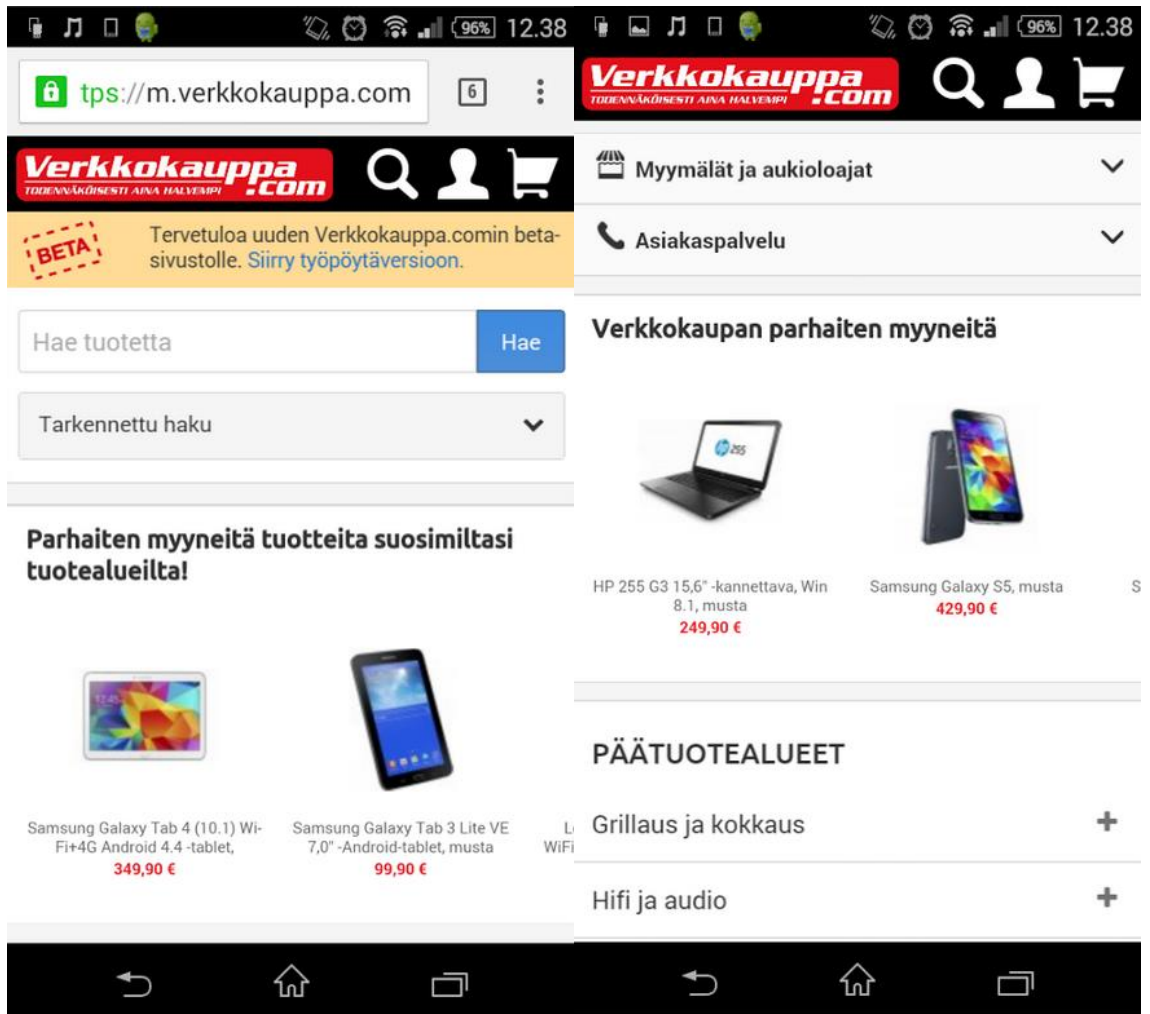 96% 12.38
tps://m.verkkokauppa.com 6
Verkkokauppa
TODENNÄKÖISESTI AINA HALVEMPI .com
BETA
Tervetuloa uuden Verkkokauppa.comin beta-
sivustolle. Siirry työpöytäversioon.
Hae tuotetta Hae
Tarkennettu haku
Parhaiten myyneitä tuotteita suosimiltasi
tuotealueilta!
17:45
Samsung Galaxy Tab 4 (10.1) Wi-
Fi+4G Android 4.4 -tablet,
349,90 €
Samsung Galaxy Tab 3 Lite VE
7,0" -Android-tablet, musta
99,90 €
L
WiFi
96% 12.38
Verkkokauppa
TODENNÄKÖISESTI AINA HALVEMPI .com
Myymälät ja aukioloajat
Asiakaspalvelu
Verkkokaupan parhaiten myyneitä
hp 255
HP 255 G3 15,6" -kannettava, Win
8.1, musta
249,90 €
Samsung Galaxy S5, musta
429,90 €
S
PÄÄTUOTEALUEET
Grillaus ja kokkaus +
Hifi ja audio +